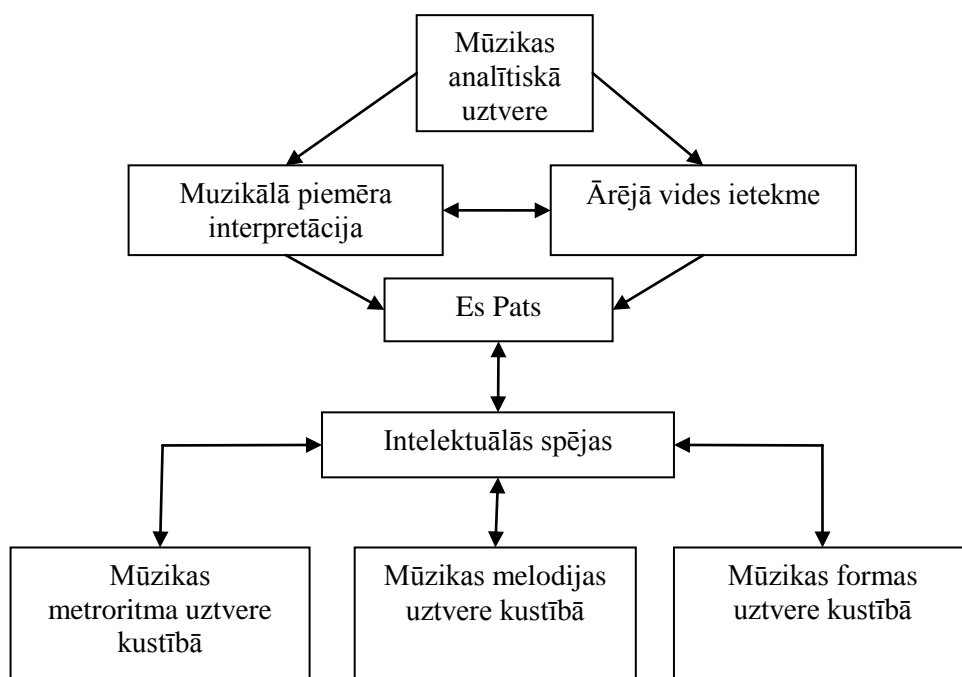 Mūzikas
analītiskā
uztvere
Muzikālā piemēra
interpretācija
Ārējā vides ietekme
Es Pats
Intelektuālās spējas
Mūzikas
metroritma uztvere
kustībā
Mūzikas melodijas
uztvere kustībā
Mūzikas formas
uztvere kustībā